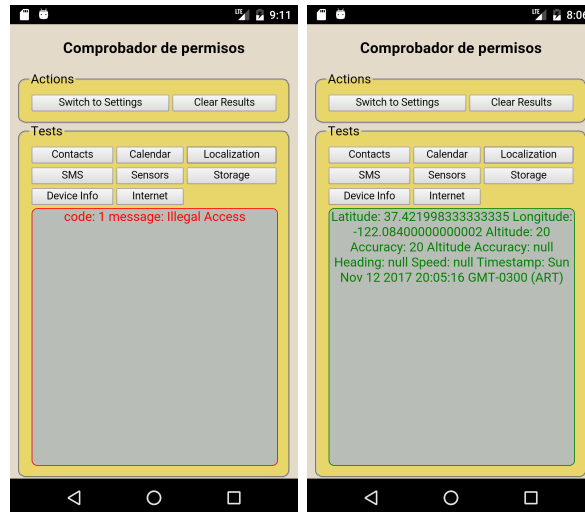 LTE 9:11
Comprobador de permisos
Actions
Switch to Settings Clear Results
Tests
Contacts Calendar Localization
SMS Sensors Storage
Device Info Internet
code: 1 message: Illegal Access
LTE 8:06
Comprobador de permisos
Actions
Switch to Settings Clear Results
Tests
Contacts Calendar Localization
SMS Sensors Storage
Device Info Internet
Latitude: 37.421998333333335 Longitude:
-122.08400000000002 Altitude: 20
Accuracy: 20 Altitude Accuracy: null
Heading: null Speed: null Timestamp: Sun
Nov 12 2017 20:05:16 GMT-0300 (ART)